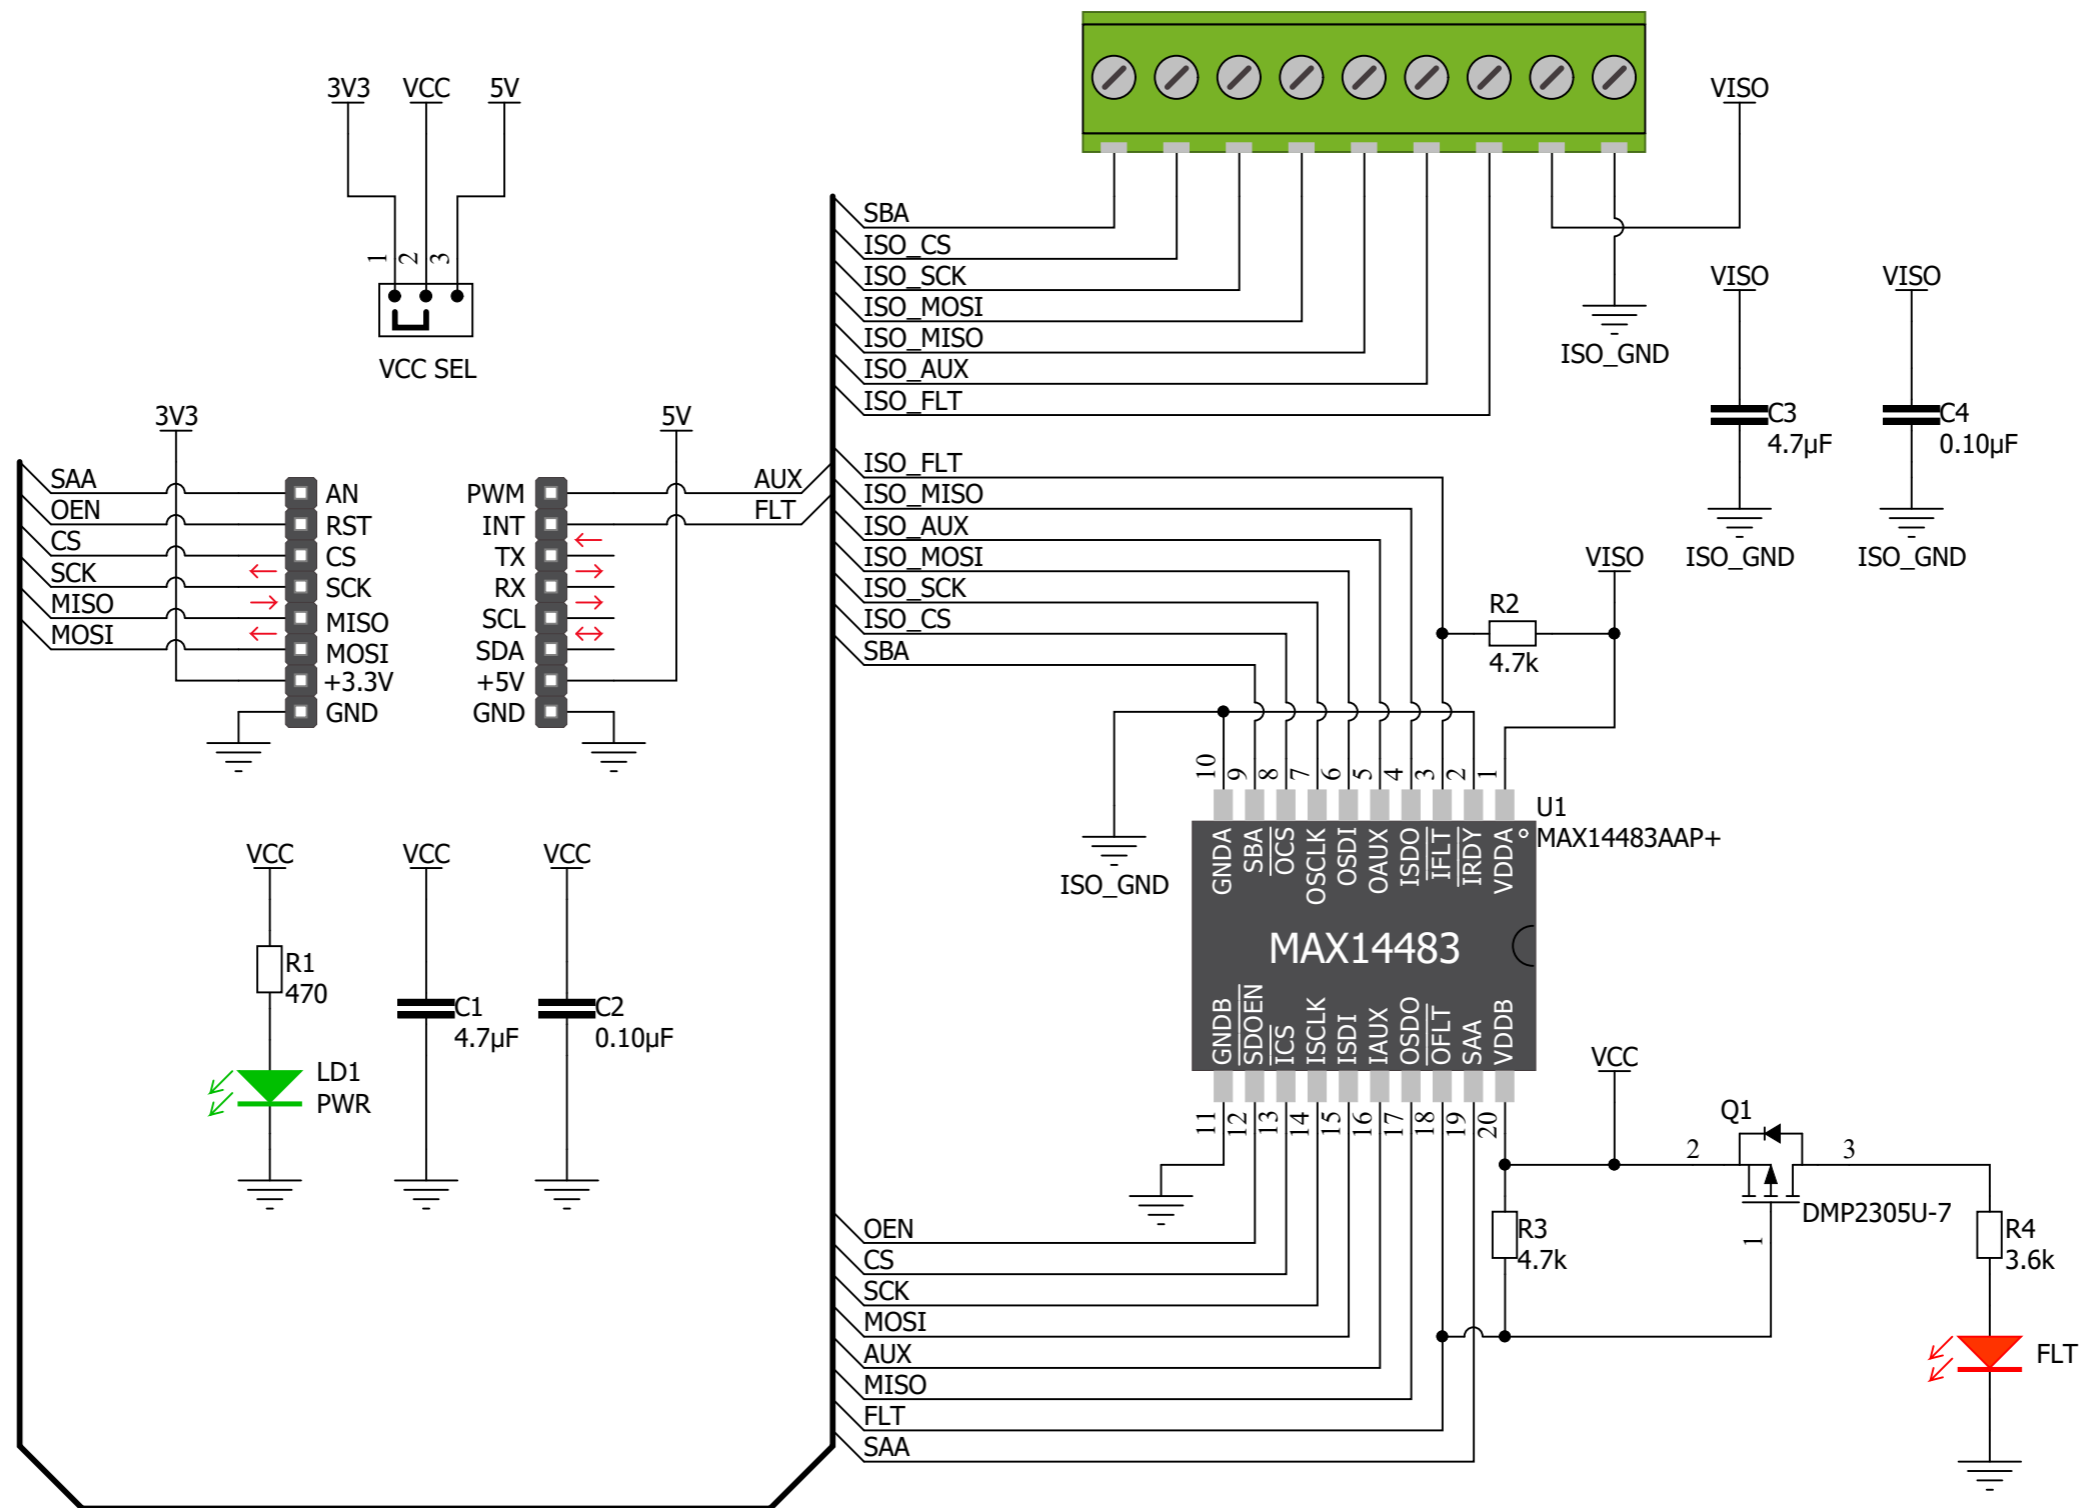 3V3 VCC 5V
1 2 3
VCC SEL
VISO
SBA
ISO_CS
ISO_SCK
ISO_MOSI
ISO_MISO
ISO_AUX
ISO_FLT
ISO_GND
VISO
C3
4.7µF
ISO_GND
VISO
C4
0.10µF
ISO_GND
3V3
SAA
OEN
CS
SCK
MISO
MOSI
AN
RST
CS
SCK
MISO
MOSI
+3.3V
GND
5V
PWM
INT
TX
RX
SCL
SDA
+5V
GND
AUX
FLT
ISO_FLT
ISO_MISO
ISO_AUX
ISO_MOSI
ISO_SCK
ISO_CS
SBA
VISO
R2
4.7k
ISO_GND
10 9 8 7 6 5 4 3 2 1
U1
MAX14483AAP+
GNDA SBA OCS OSCLK OSDI OAUX ISDO IFLT IRDY VDDA
MAX14483
GNDB SDOEN ICS ISCLK ISDI IAUX OSDO OFLT SAA VDDB
11 12 13 14 15 16 17 18 19 20
VCC
R1
470
LD1
PWR
VCC
C1
4.7µF
VCC
C2
0.10µF
VCC
Q1
2 3
1
DMP2305U-7
R3
4.7k
R4
3.6k
FLT
OEN
CS
SCK
MOSI
AUX
MISO
FLT
SAA